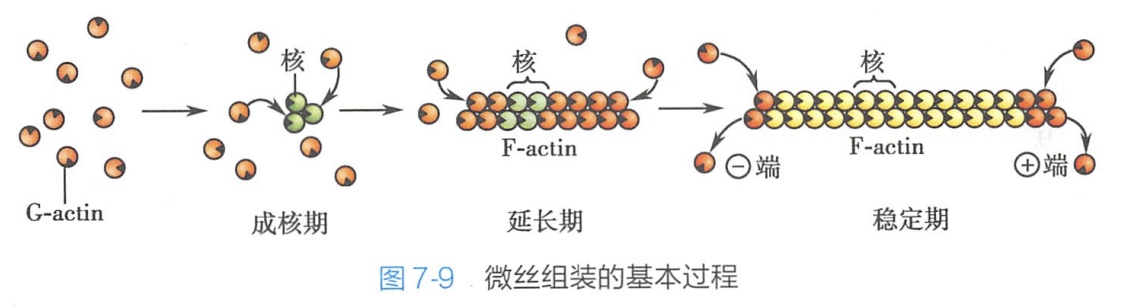 核
核
核
F-actin
F-actin
⊖端
⊕端
G-actin
成核期
延长期
稳定期
图 7-9 微丝组装的基本过程